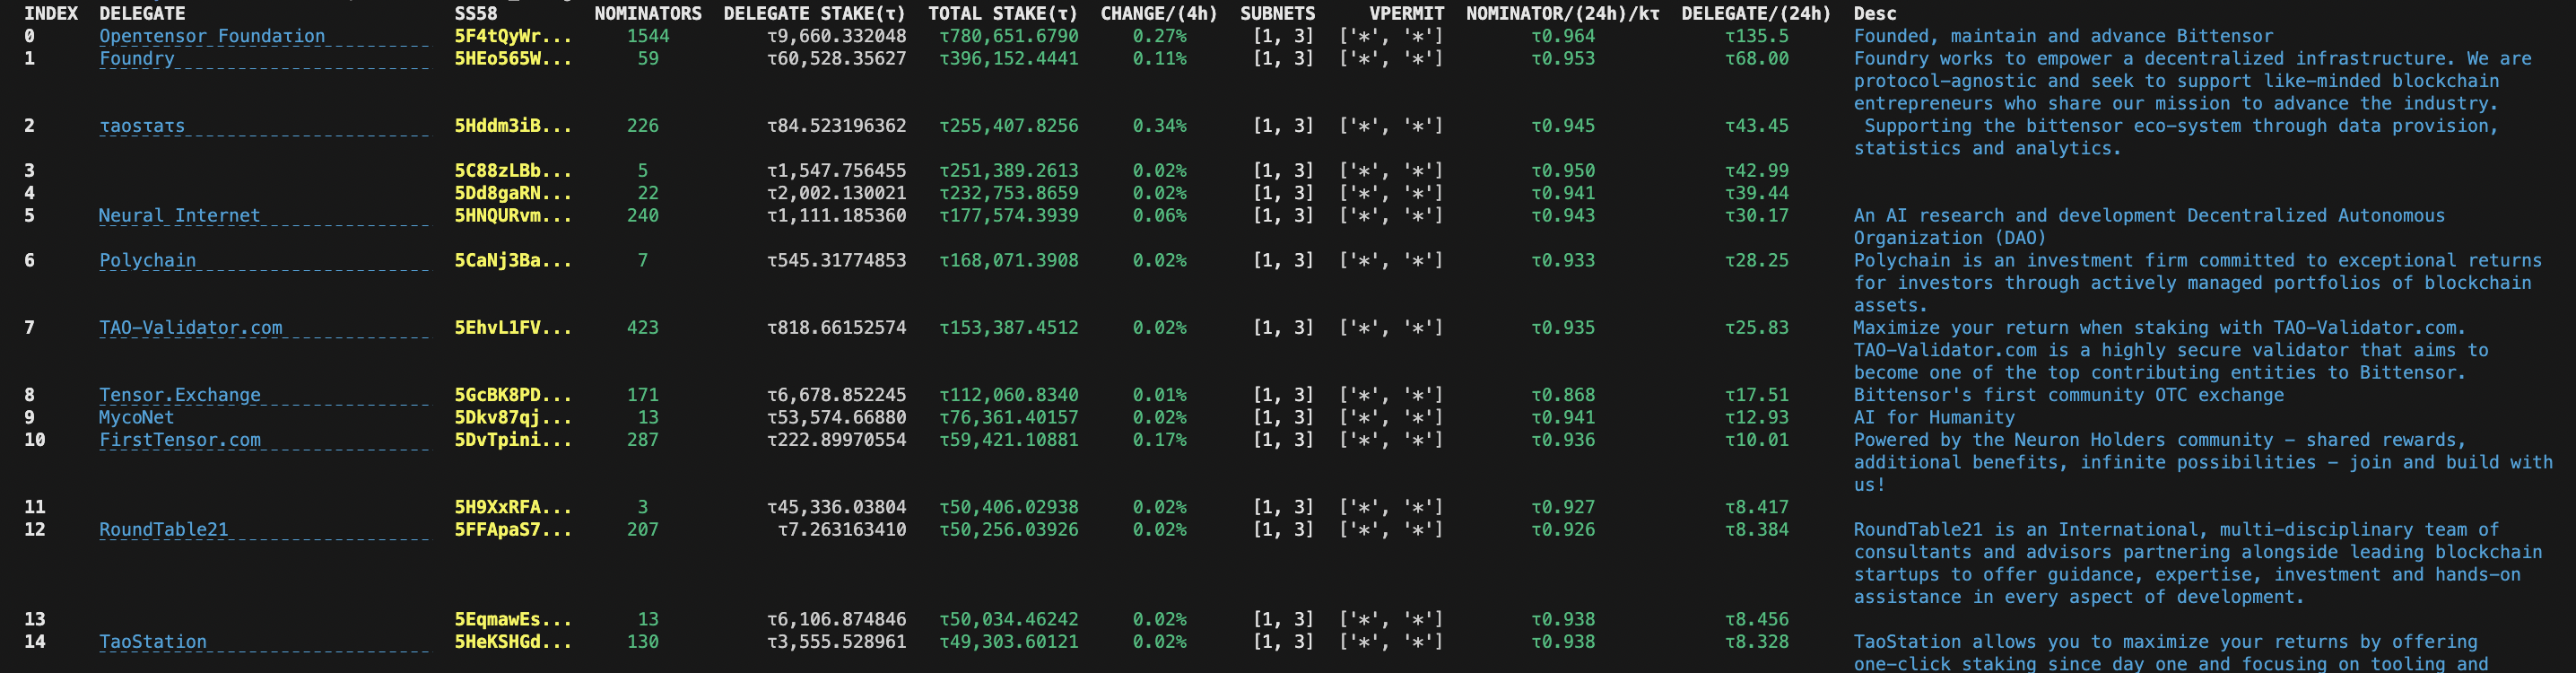 INDEX DELEGATE SS58 NOMINATORS DELEGATE STAKE(τ) TOTAL STAKE(τ) CHANGE/(4h) SUBNETS VPERMIT NOMINATOR/(24h)/kτ DELEGATE/(24h) Desc
0 Openτensor Foundaτion 5F4tQyWr... 1544 τ9,660.332048 τ780,651.6790 0.27% [1, 3] ['*', '*'] τ0.964 τ135.5 Founded, maintain and advance Bittensor
1 Foundry 5HEo565W... 59 τ60,528.35627 τ396,152.4441 0.11% [1, 3] ['*', '*'] τ0.953 τ68.00 Foundry works to empower a decentralized infrastructure. We are
protocol-agnostic and seek to support like-minded blockchain
entrepreneurs who share our mission to advance the industry.
2 τaosτaτs 5Hddm3iB... 226 τ84.523196362 τ255,407.8256 0.34% [1, 3] ['*', '*'] τ0.945 τ43.45 Supporting the bittensor eco-system through data provision,
statistics and analytics.
3 5C88zLBb... 5 τ1,547.756455 τ251,389.2613 0.02% [1, 3] ['*', '*'] τ0.950 τ42.99
4 5Dd8gaRN... 22 τ2,002.130021 τ232,753.8659 0.02% [1, 3] ['*', '*'] τ0.941 τ39.44
5 Neural Internet 5HNQURvm... 240 τ1,111.185360 τ177,574.3939 0.06% [1, 3] ['*', '*'] τ0.943 τ30.17 An AI research and development Decentralized Autonomous
Organization (DAO)
6 Polychain 5CaNj3Ba... 7 τ545.31774853 τ168,071.3908 0.02% [1, 3] ['*', '*'] τ0.933 τ28.25 Polychain is an investment firm committed to exceptional returns
for investors through actively managed portfolios of blockchain
assets.
7 TAO-Validator.com 5EhvL1FV... 423 τ818.66152574 τ153,387.4512 0.02% [1, 3] ['*', '*'] τ0.935 τ25.83 Maximize your return when staking with TAO-Validator.com.
TAO-Validator.com is a highly secure validator that aims to
become one of the top contributing entities to Bittensor.
8 Tensor.Exchange 5GcBK8PD... 171 τ6,678.852245 τ112,060.8340 0.01% [1, 3] ['*', '*'] τ0.868 τ17.51 Bittensor's first community OTC exchange
9 MycoNet 5Dkv87qj... 13 τ53,574.66880 τ76,361.40157 0.02% [1, 3] ['*', '*'] τ0.941 τ12.93 AI for Humanity
10 FirstTensor.com 5DvTpini... 287 τ222.89970554 τ59,421.10881 0.17% [1, 3] ['*', '*'] τ0.936 τ10.01 Powered by the Neuron Holders community - shared rewards,
additional benefits, infinite possibilities - join and build with
us!
11 5H9XxRFA... 3 τ45,336.03804 τ50,406.02938 0.02% [1, 3] ['*', '*'] τ0.927 τ8.417
12 RoundTable21 5FFApaS7... 207 τ7.263163410 τ50,256.03926 0.02% [1, 3] ['*', '*'] τ0.926 τ8.384 RoundTable21 is an International, multi-disciplinary team of
consultants and advisors partnering alongside leading blockchain
startups to offer guidance, expertise, investment and hands-on
assistance in every aspect of development.
13 5EqmawEs... 13 τ6,106.874846 τ50,034.46242 0.02% [1, 3] ['*', '*'] τ0.938 τ8.456
14 TaoStation 5HeKSHGd... 130 τ3,555.528961 τ49,303.60121 0.02% [1, 3] ['*', '*'] τ0.938 τ8.328 TaoStation allows you to maximize your returns by offering
one-click staking since day one and focusing on tooling and